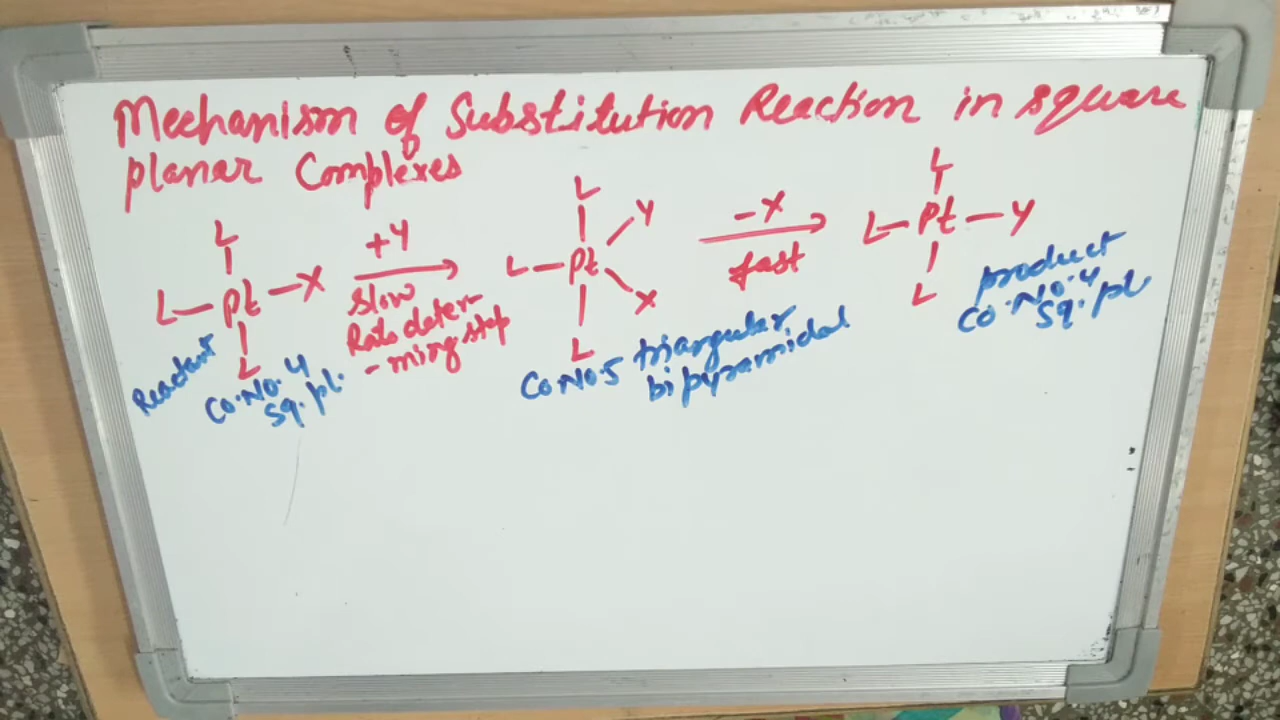 Mechanism of Substitution Reaction in square
planar Complexes
L
L-Pt-X
L
Reactant
Co.No.4
Sq. pl.
+Y
slow
Rate deter-
-ming step
L
Y
L-Pt
X
L
Co.No.5 triangular
bipyramidal
-X
fast
L
L-Pt-Y
L
product
Co.No.4
Sq. pl.